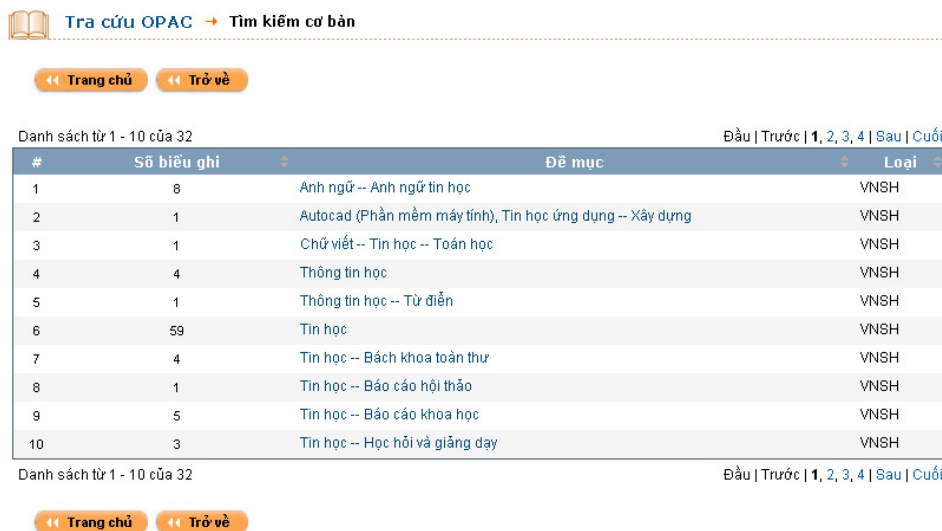 Tra cứu OPAC → Tìm kiếm cơ bản
Trang chủ Trở về
Danh sách từ 1 - 10 của 32 Đầu | Trước | 1, 2, 3, 4 | Sau | Cuối
# Số biểu ghi Đề mục Loại
1 8 Anh ngữ -- Anh ngữ tin học VNSH
2 1 Autocad (Phần mềm máy tính), Tin học ứng dụng -- Xây dựng VNSH
3 1 Chữ viết -- Tin học -- Toán học VNSH
4 4 Thông tin học VNSH
5 1 Thông tin học -- Từ điển VNSH
6 59 Tin học VNSH
7 4 Tin học -- Bách khoa toàn thư VNSH
8 1 Tin học -- Báo cáo hội thảo VNSH
9 5 Tin học -- Báo cáo khoa học VNSH
10 3 Tin học -- Học hỏi và giảng dạy VNSH
Danh sách từ 1 - 10 của 32 Đầu | Trước | 1, 2, 3, 4 | Sau | Cuối
Trang chủ Trở về